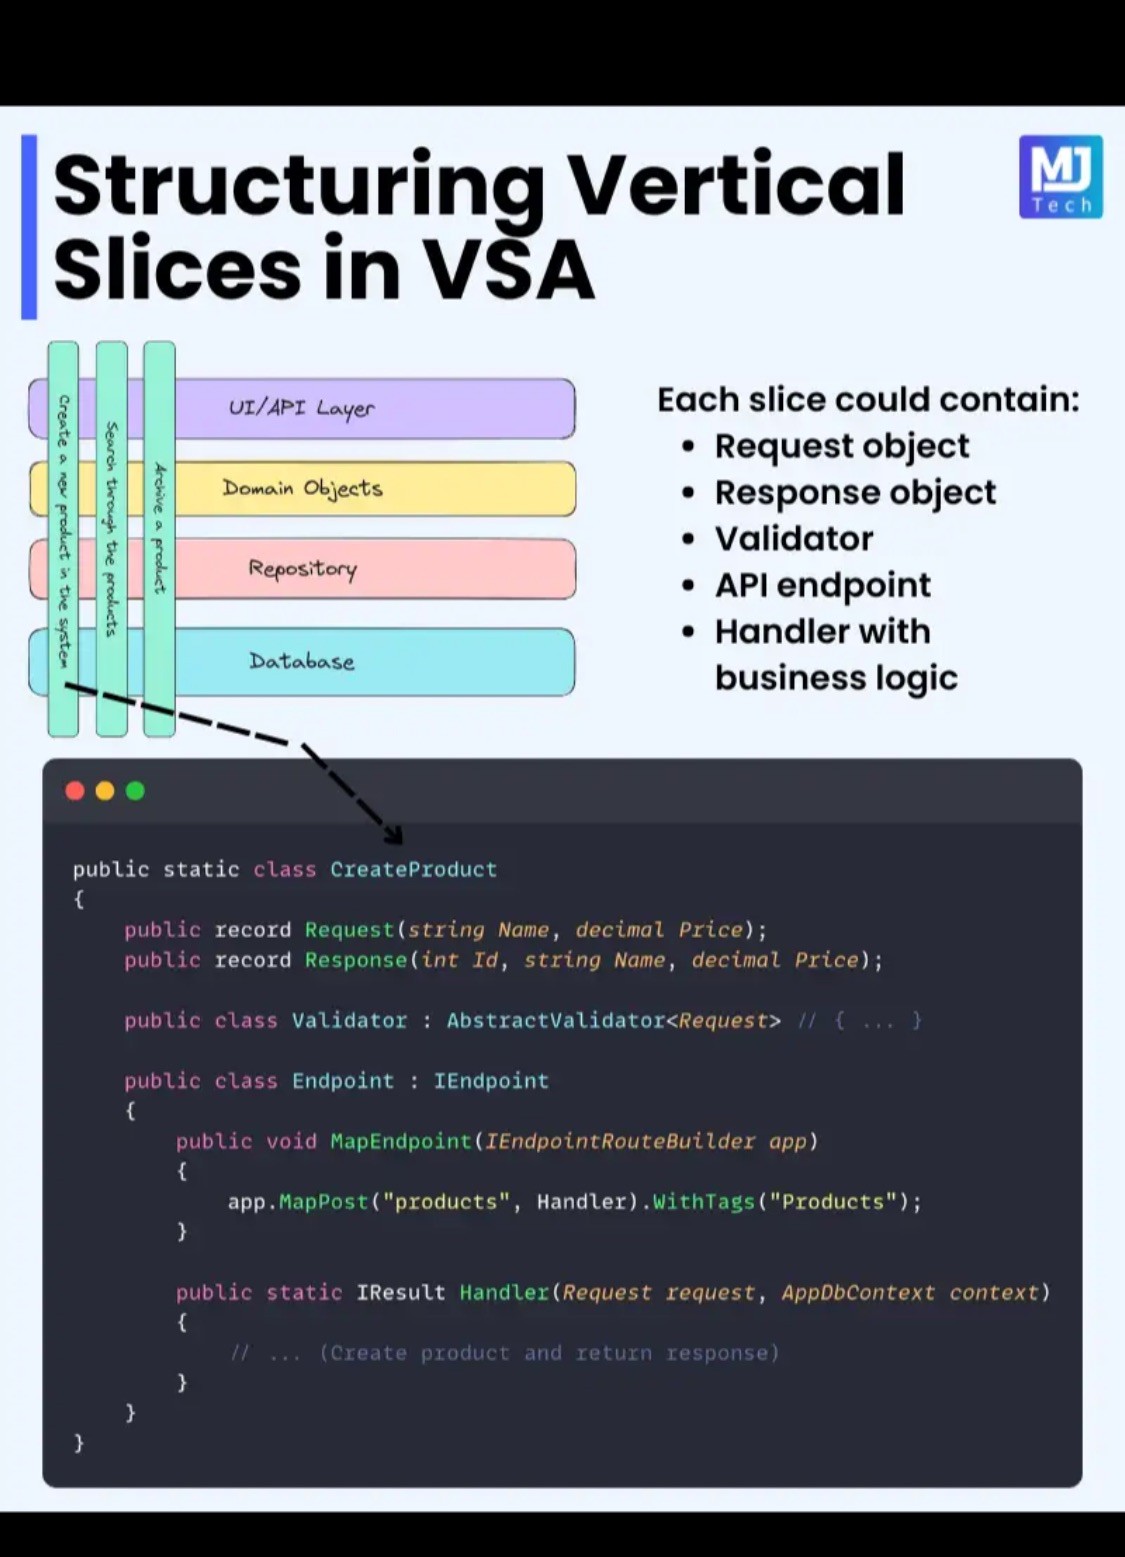 Structuring Vertical
Slices in VSA
MJ
Tech
Create a new product in the system
Search through the products
Archive a product
UI/API Layer
Domain Objects
Repository
Database
Each slice could contain:
• Request object
• Response object
• Validator
• API endpoint
• Handler with
business logic
public static class CreateProduct
{
    public record Request(string Name, decimal Price);
    public record Response(int Id, string Name, decimal Price);
    public class Validator : AbstractValidator<Request> // { ... }
    public class Endpoint : IEndpoint
    {
        public void MapEndpoint(IEndpointRouteBuilder app)
        {
            app.MapPost("products", Handler).WithTags("Products");
        }
        public static IResult Handler(Request request, AppDbContext context)
        {
            // ... (Create product and return response)
        }
    }
}